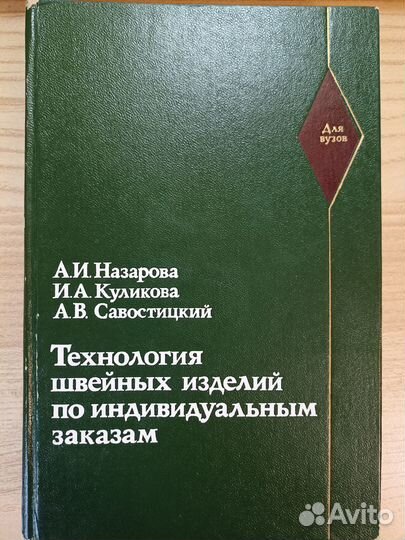 Для
вузов
А.И. Назарова
И.А. Куликова
А.В. Савостицкий
Технология
швейных изделий
по индивидуальным
заказам
Avito